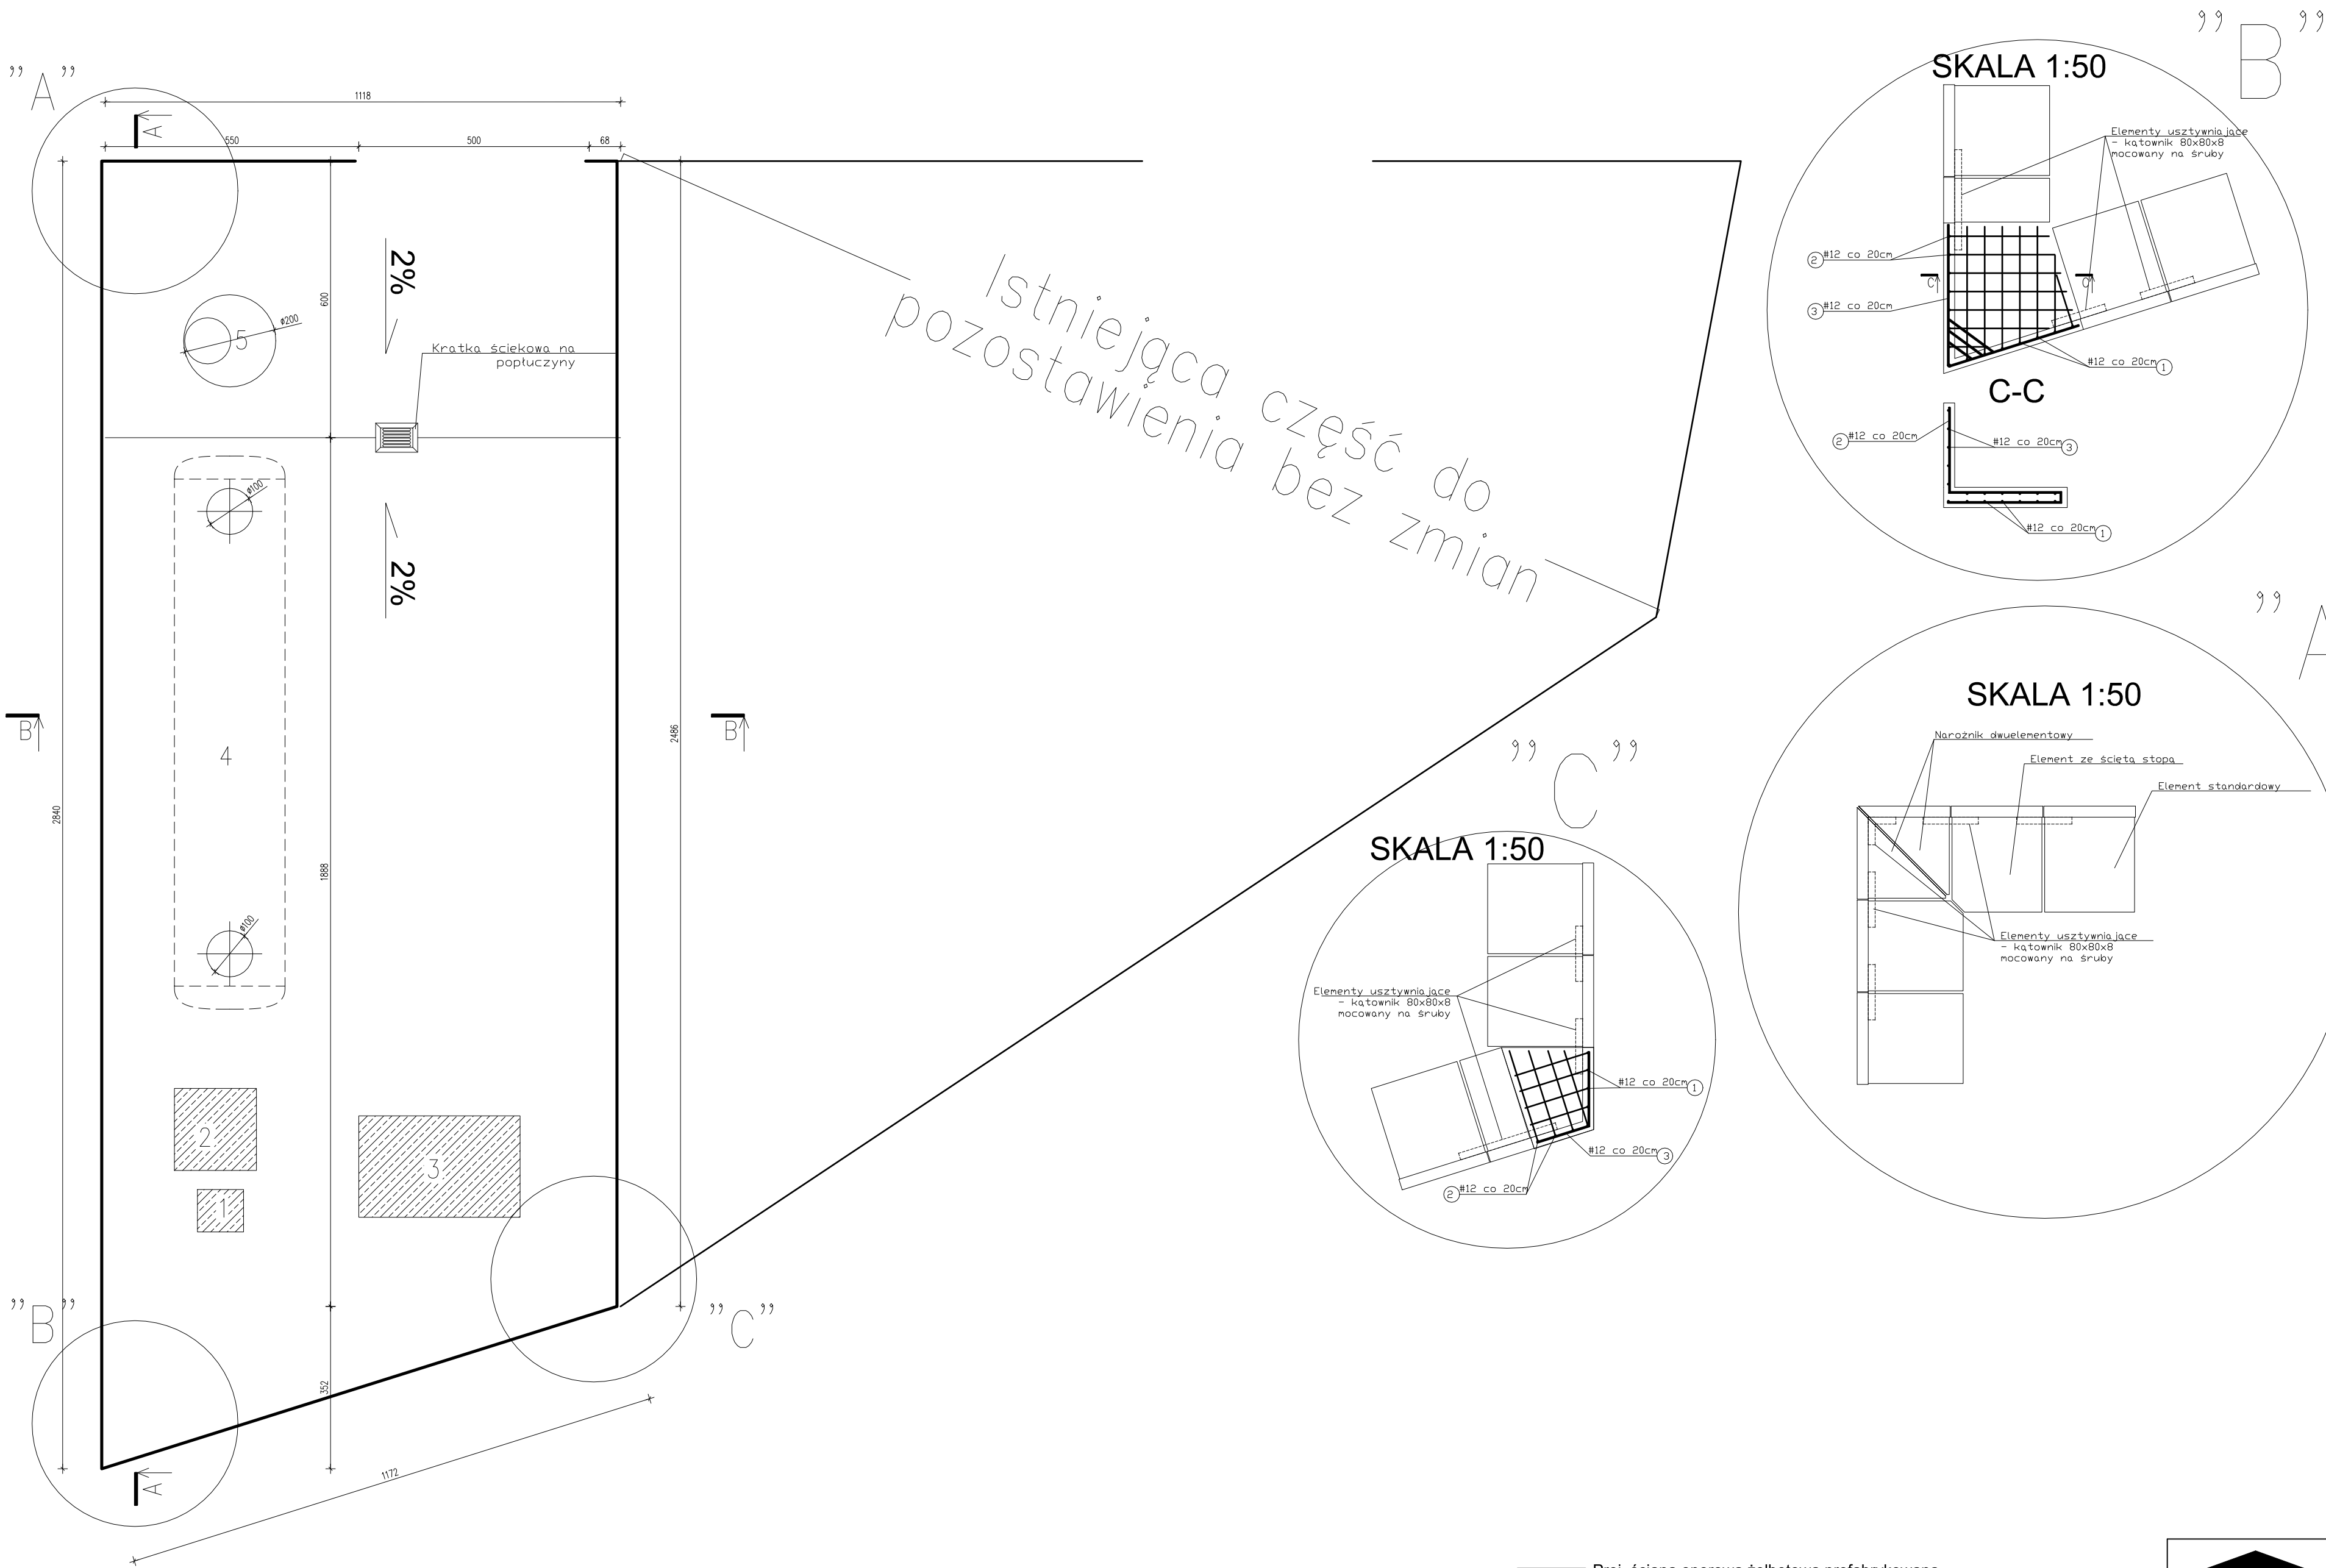 "A"
A
1118
550
500
68
2%
600
ø200
5
Kratka ściekowa na
popłuczyny
Istniejąca część do
pozostawienia bez zmian
ø100
2%
B
B
4
2840
2486
1888
ø100
2
3
1
"B"
"C"
352
1172
A
"B"
SKALA 1:50
Elementy usztywniające
- kątownik 80x80x8
mocowany na śruby
2 #12 co 20cm
C
C
3 #12 co 20cm
#12 co 20cm 1
C-C
2 #12 co 20cm
#12 co 20cm 3
#12 co 20cm 1
"A
SKALA 1:50
Narożnik dwuelementowy
Element ze ściętą stopą
Element standardowy
Elementy usztywniające
- kątownik 80x80x8
mocowany na śruby
"C"
SKALA 1:50
Elementy usztywniające
- kątownik 80x80x8
mocowany na śruby
#12 co 20cm 1
#12 co 20cm 3
2 #12 co 20cm